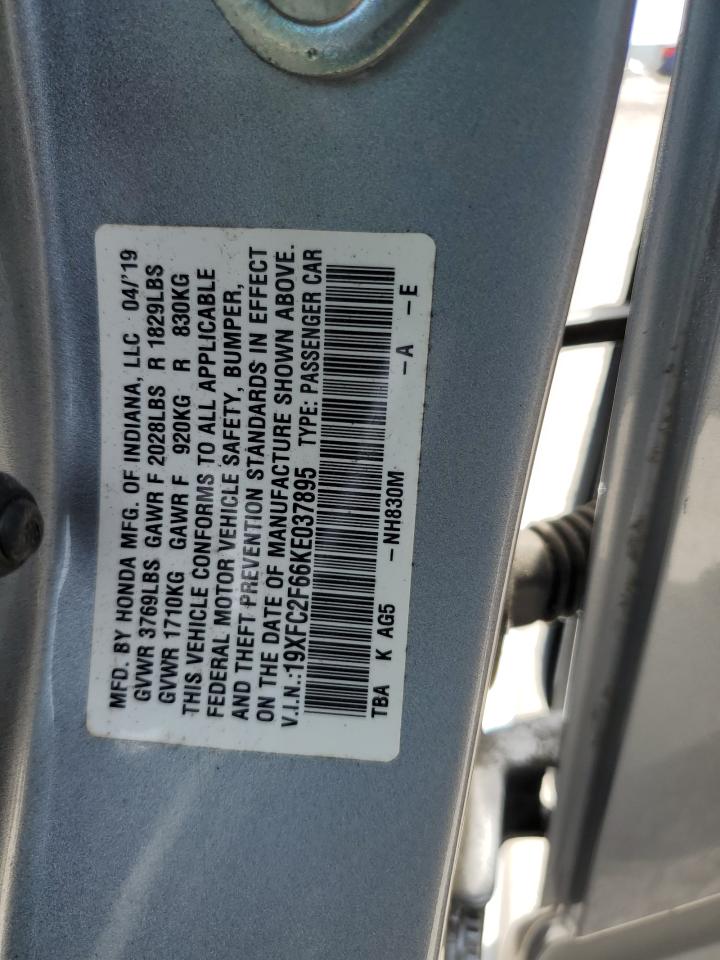 MFD. BY HONDA MFG. OF INDIANA, LLC 04/'19
GVWR 3769LBS GAWR F 2028LBS R 1829LBS
GVWR 1710KG GAWR F 920KG R 830KG
THIS VEHICLE CONFORMS TO ALL APPLICABLE
FEDERAL MOTOR VEHICLE SAFETY, BUMPER,
AND THEFT PREVENTION STANDARDS IN EFFECT
ON THE DATE OF MANUFACTURE SHOWN ABOVE.
V.I.N.:19XFC2F66KE037895 TYPE: PASSENGER CAR
TBA K AG5 -NH830M -A -E